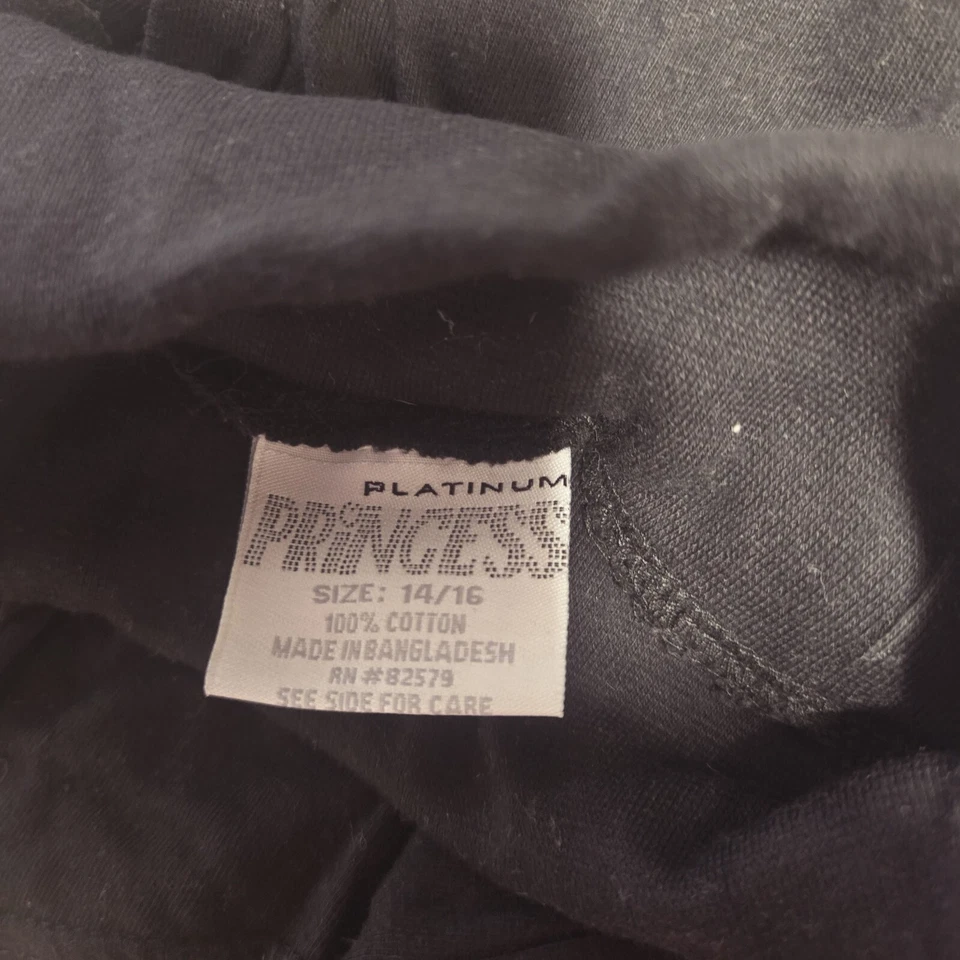 PLATINUM
PRINCESS
SIZE: 14/16
100% COTTON
MADE IN BANGLADESH
RN #82579
SEE SIDE FOR CARE